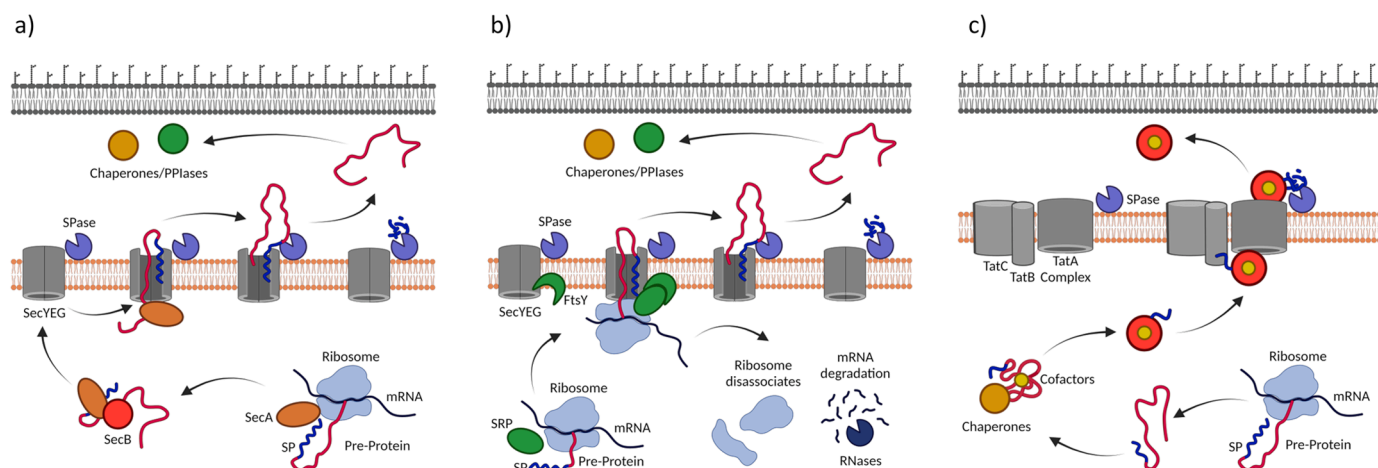 a)
Chaperones/PPIases
SPase
SecYEG
Ribosome
mRNA
SecA
SecB
SP
Pre-Protein
b)
Chaperones/PPIases
SPase
FtsY
SecYEG
Ribosome
disassociates
mRNA
degradation
Ribosome
SRP
mRNA
SP
Pre-Protein
RNases
c)
SPase
TatC
TatB
TatA
Complex
Cofactors
Chaperones
Ribosome
mRNA
SP
Pre-Protein